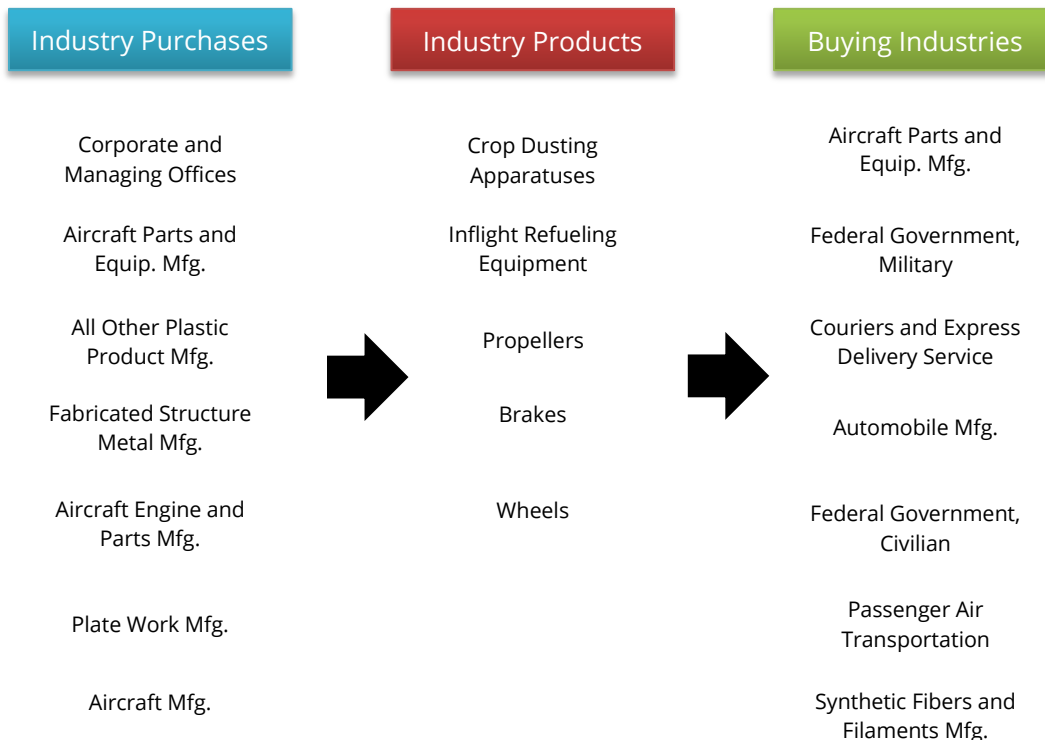 Industry Purchases
Corporate and
Managing Offices
Aircraft Parts and
Equip. Mfg.
All Other Plastic
Product Mfg.
Fabricated Structure
Metal Mfg.
Aircraft Engine and
Parts Mfg.
Plate Work Mfg.
Aircraft Mfg.
Industry Products
Crop Dusting
Apparatuses
Inflight Refueling
Equipment
Propellers
Brakes
Wheels
Buying Industries
Aircraft Parts and
Equip. Mfg.
Federal Government,
Military
Couriers and Express
Delivery Service
Automobile Mfg.
Federal Government,
Civilian
Passenger Air
Transportation
Synthetic Fibers and
Filaments Mfg.